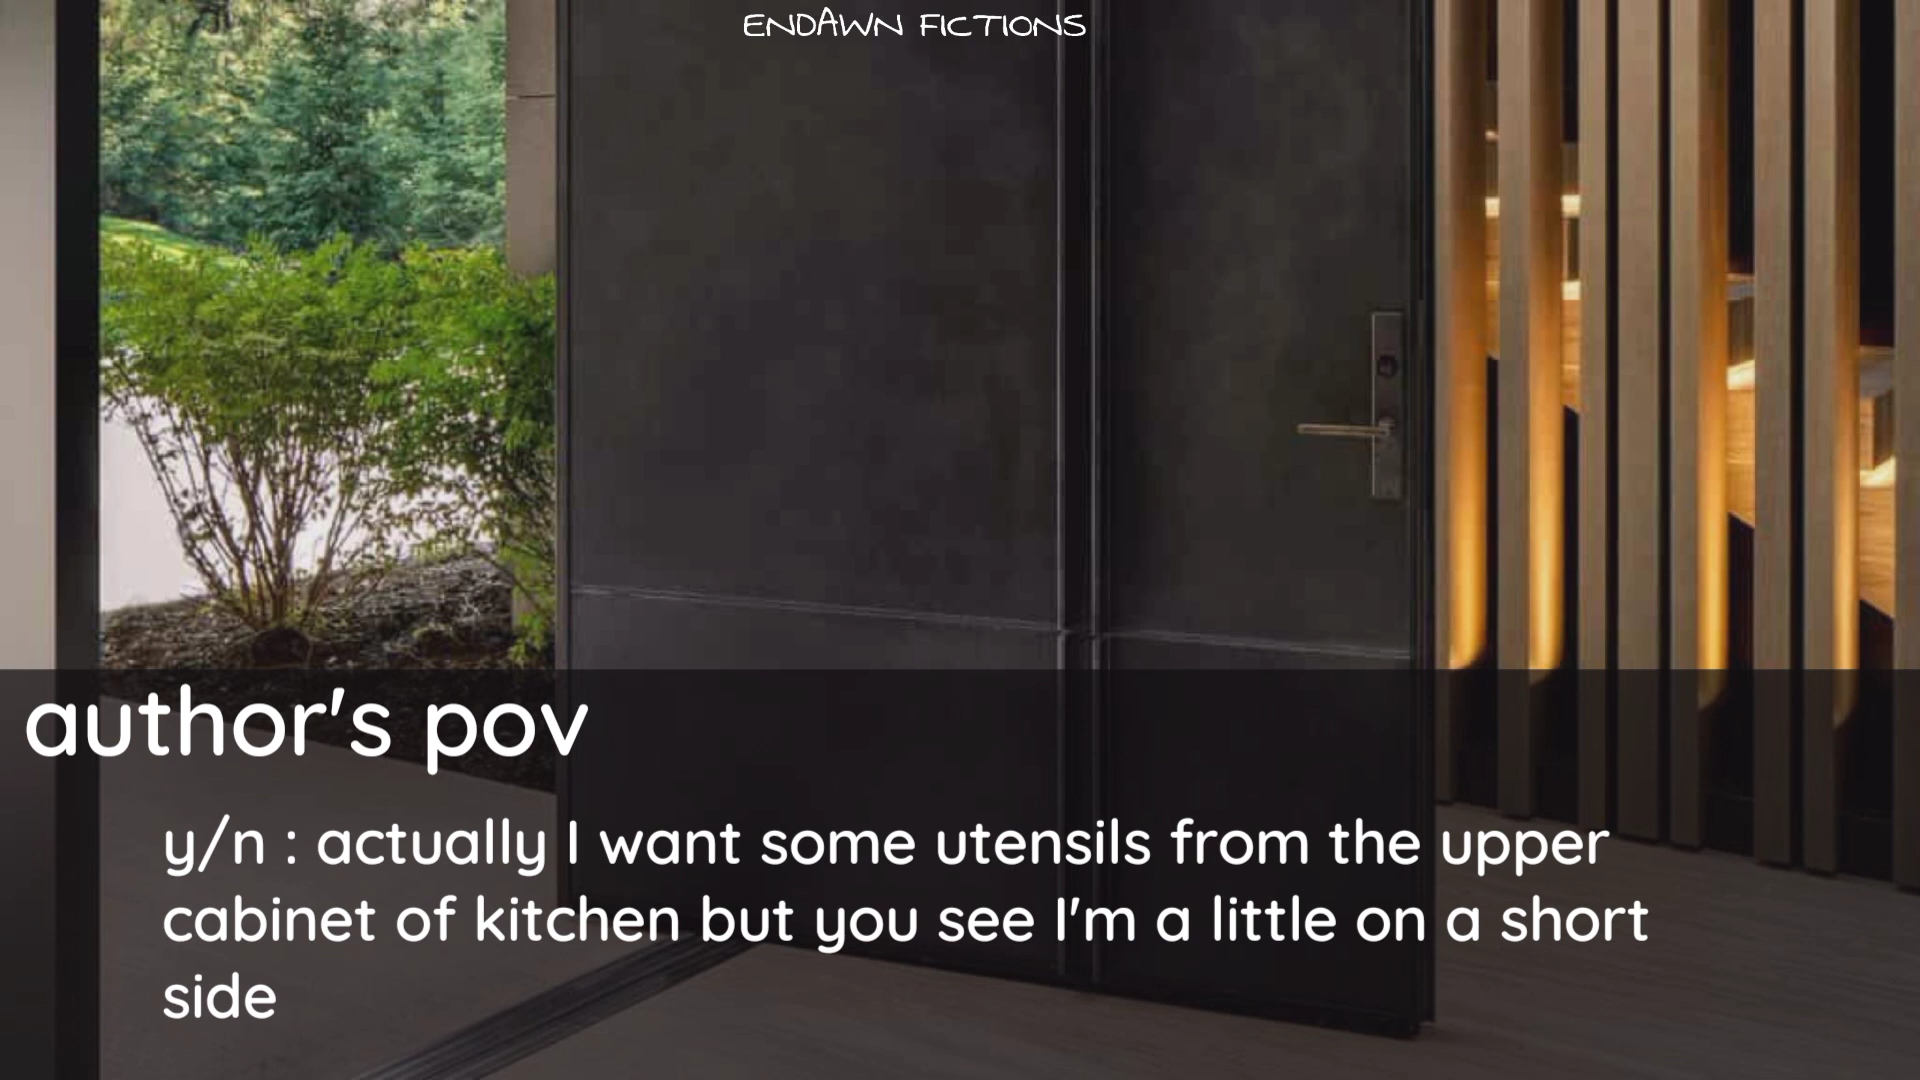 ENDAWN FICTIONS
author's pov
y/n : actually I want some utensils from the upper
cabinet of kitchen but you see I'm a little on a short
side